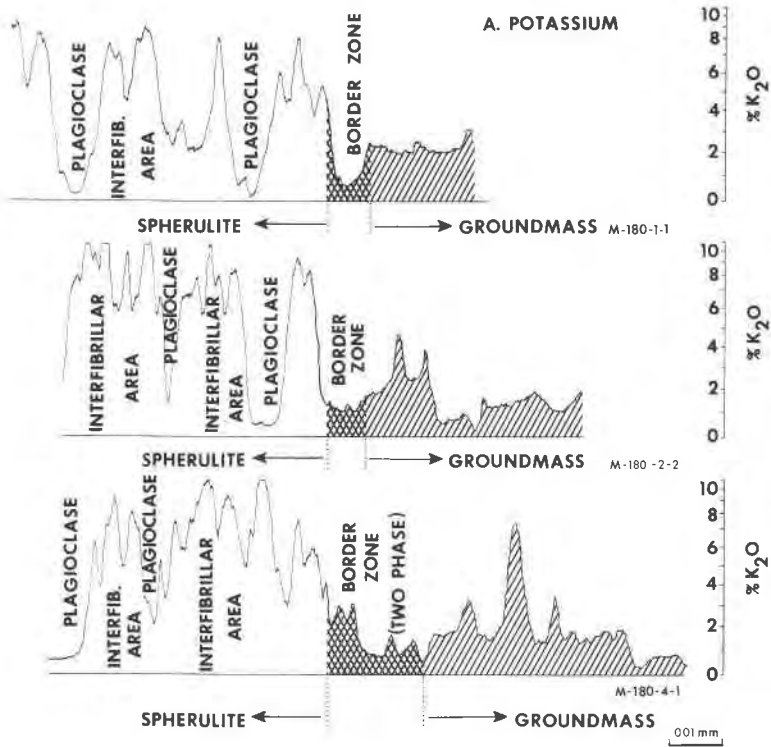 A. POTASSIUM
PLAGIOCLASE
INTERFIB.
AREA
PLAGIOCLASE
BORDER ZONE
10
8
6
4
2
0
%K2O
SPHERULITE
GROUNDMASS
M-180-1-1
INTERFIBRILLAR
AREA
PLAGIOCLASE
INTERFIBRILLAR
AREA
PLAGIOCLASE
BORDER
ZONE
10
8
6
4
2
0
%K2O
SPHERULITE
GROUNDMASS
M-180-2-2
PLAGIOCLASE
INTERFIB.
AREA
PLAGIOCLASE
INTERFIBRILLAR
AREA
BORDER
ZONE
(TWO PHASE)
10
8
6
4
2
0
%K2O
M-180-4-1
SPHERULITE
GROUNDMASS
001 mm